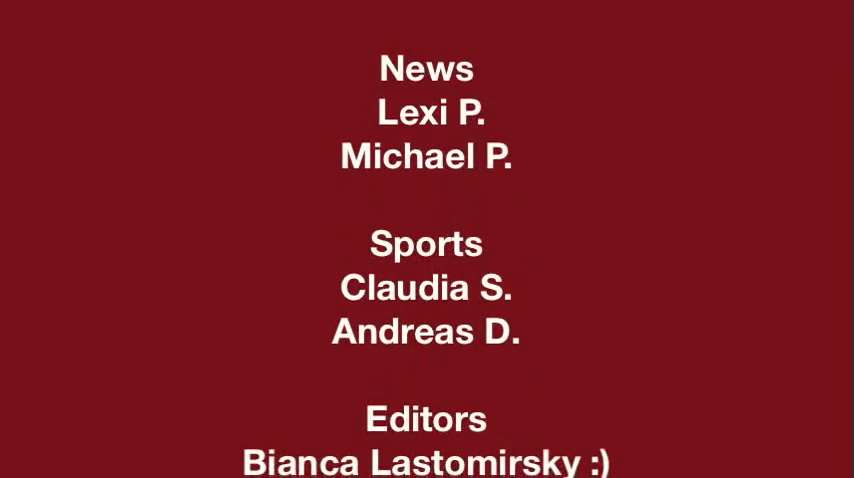 News
Lexi P.
Michael P.
Sports
Claudia S.
Andreas D.
Editors
Bianca Lastomirsky :)